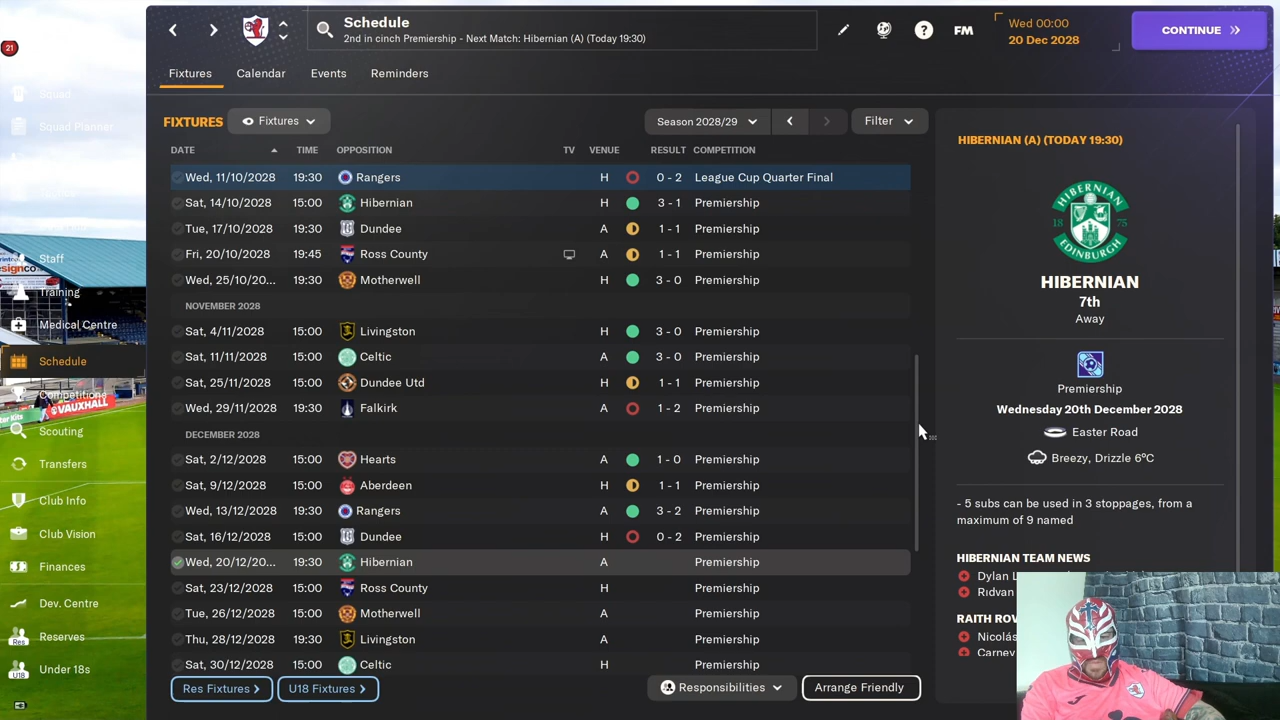 Schedule
2nd in cinch Premiership - Next Match: Hibernian (A) (Today 19:30)
FM
Wed 00:00
20 Dec 2028
CONTINUE
21
Fixtures Calendar Events Reminders
Squad
Squad Planner
Staff
Training
Medical Centre
Schedule
Competitions
Scouting
Transfers
Club Info
Club Vision
Finances
Dev. Centre
Reserves
Under 18s
FIXTURES
Fixtures
Season 2028/29
Filter
DATE TIME OPPOSITION TV VENUE RESULT COMPETITION
Wed, 11/10/2028 19:30 Rangers H 0 - 2 League Cup Quarter Final
Sat, 14/10/2028 15:00 Hibernian H 3 - 1 Premiership
Tue, 17/10/2028 19:30 Dundee A 1 - 1 Premiership
Fri, 20/10/2028 19:45 Ross County A 1 - 1 Premiership
Wed, 25/10/20... 19:30 Motherwell H 3 - 0 Premiership
NOVEMBER 2028
Sat, 4/11/2028 15:00 Livingston H 3 - 0 Premiership
Sat, 11/11/2028 15:00 Celtic A 3 - 0 Premiership
Sat, 25/11/2028 15:00 Dundee Utd H 1 - 1 Premiership
Wed, 29/11/2028 19:30 Falkirk A 1 - 2 Premiership
DECEMBER 2028
Sat, 2/12/2028 15:00 Hearts A 1 - 0 Premiership
Sat, 9/12/2028 15:00 Aberdeen H 1 - 1 Premiership
Wed, 13/12/2028 19:30 Rangers A 3 - 2 Premiership
Sat, 16/12/2028 15:00 Dundee H 0 - 2 Premiership
Wed, 20/12/20... 19:30 Hibernian A Premiership
Sat, 23/12/2028 15:00 Ross County H Premiership
Tue, 26/12/2028 15:00 Motherwell A Premiership
Thu, 28/12/2028 19:30 Livingston A Premiership
Sat, 30/12/2028 15:00 Celtic H Premiership
Res Fixtures
U18 Fixtures
Responsibilities
Arrange Friendly
HIBERNIAN (A) (TODAY 19:30)
HIBERNIAN
18 75
EDINBURGH
HIBERNIAN
7th
Away
Premiership
Wednesday 20th December 2028
Easter Road
Breezy, Drizzle 6°C
- 5 subs can be used in 3 stoppages, from a
maximum of 9 named
HIBERNIAN TEAM NEWS
Dylan
Rıdvan
RAITH
Nicolás
Carney
VAUXHALL